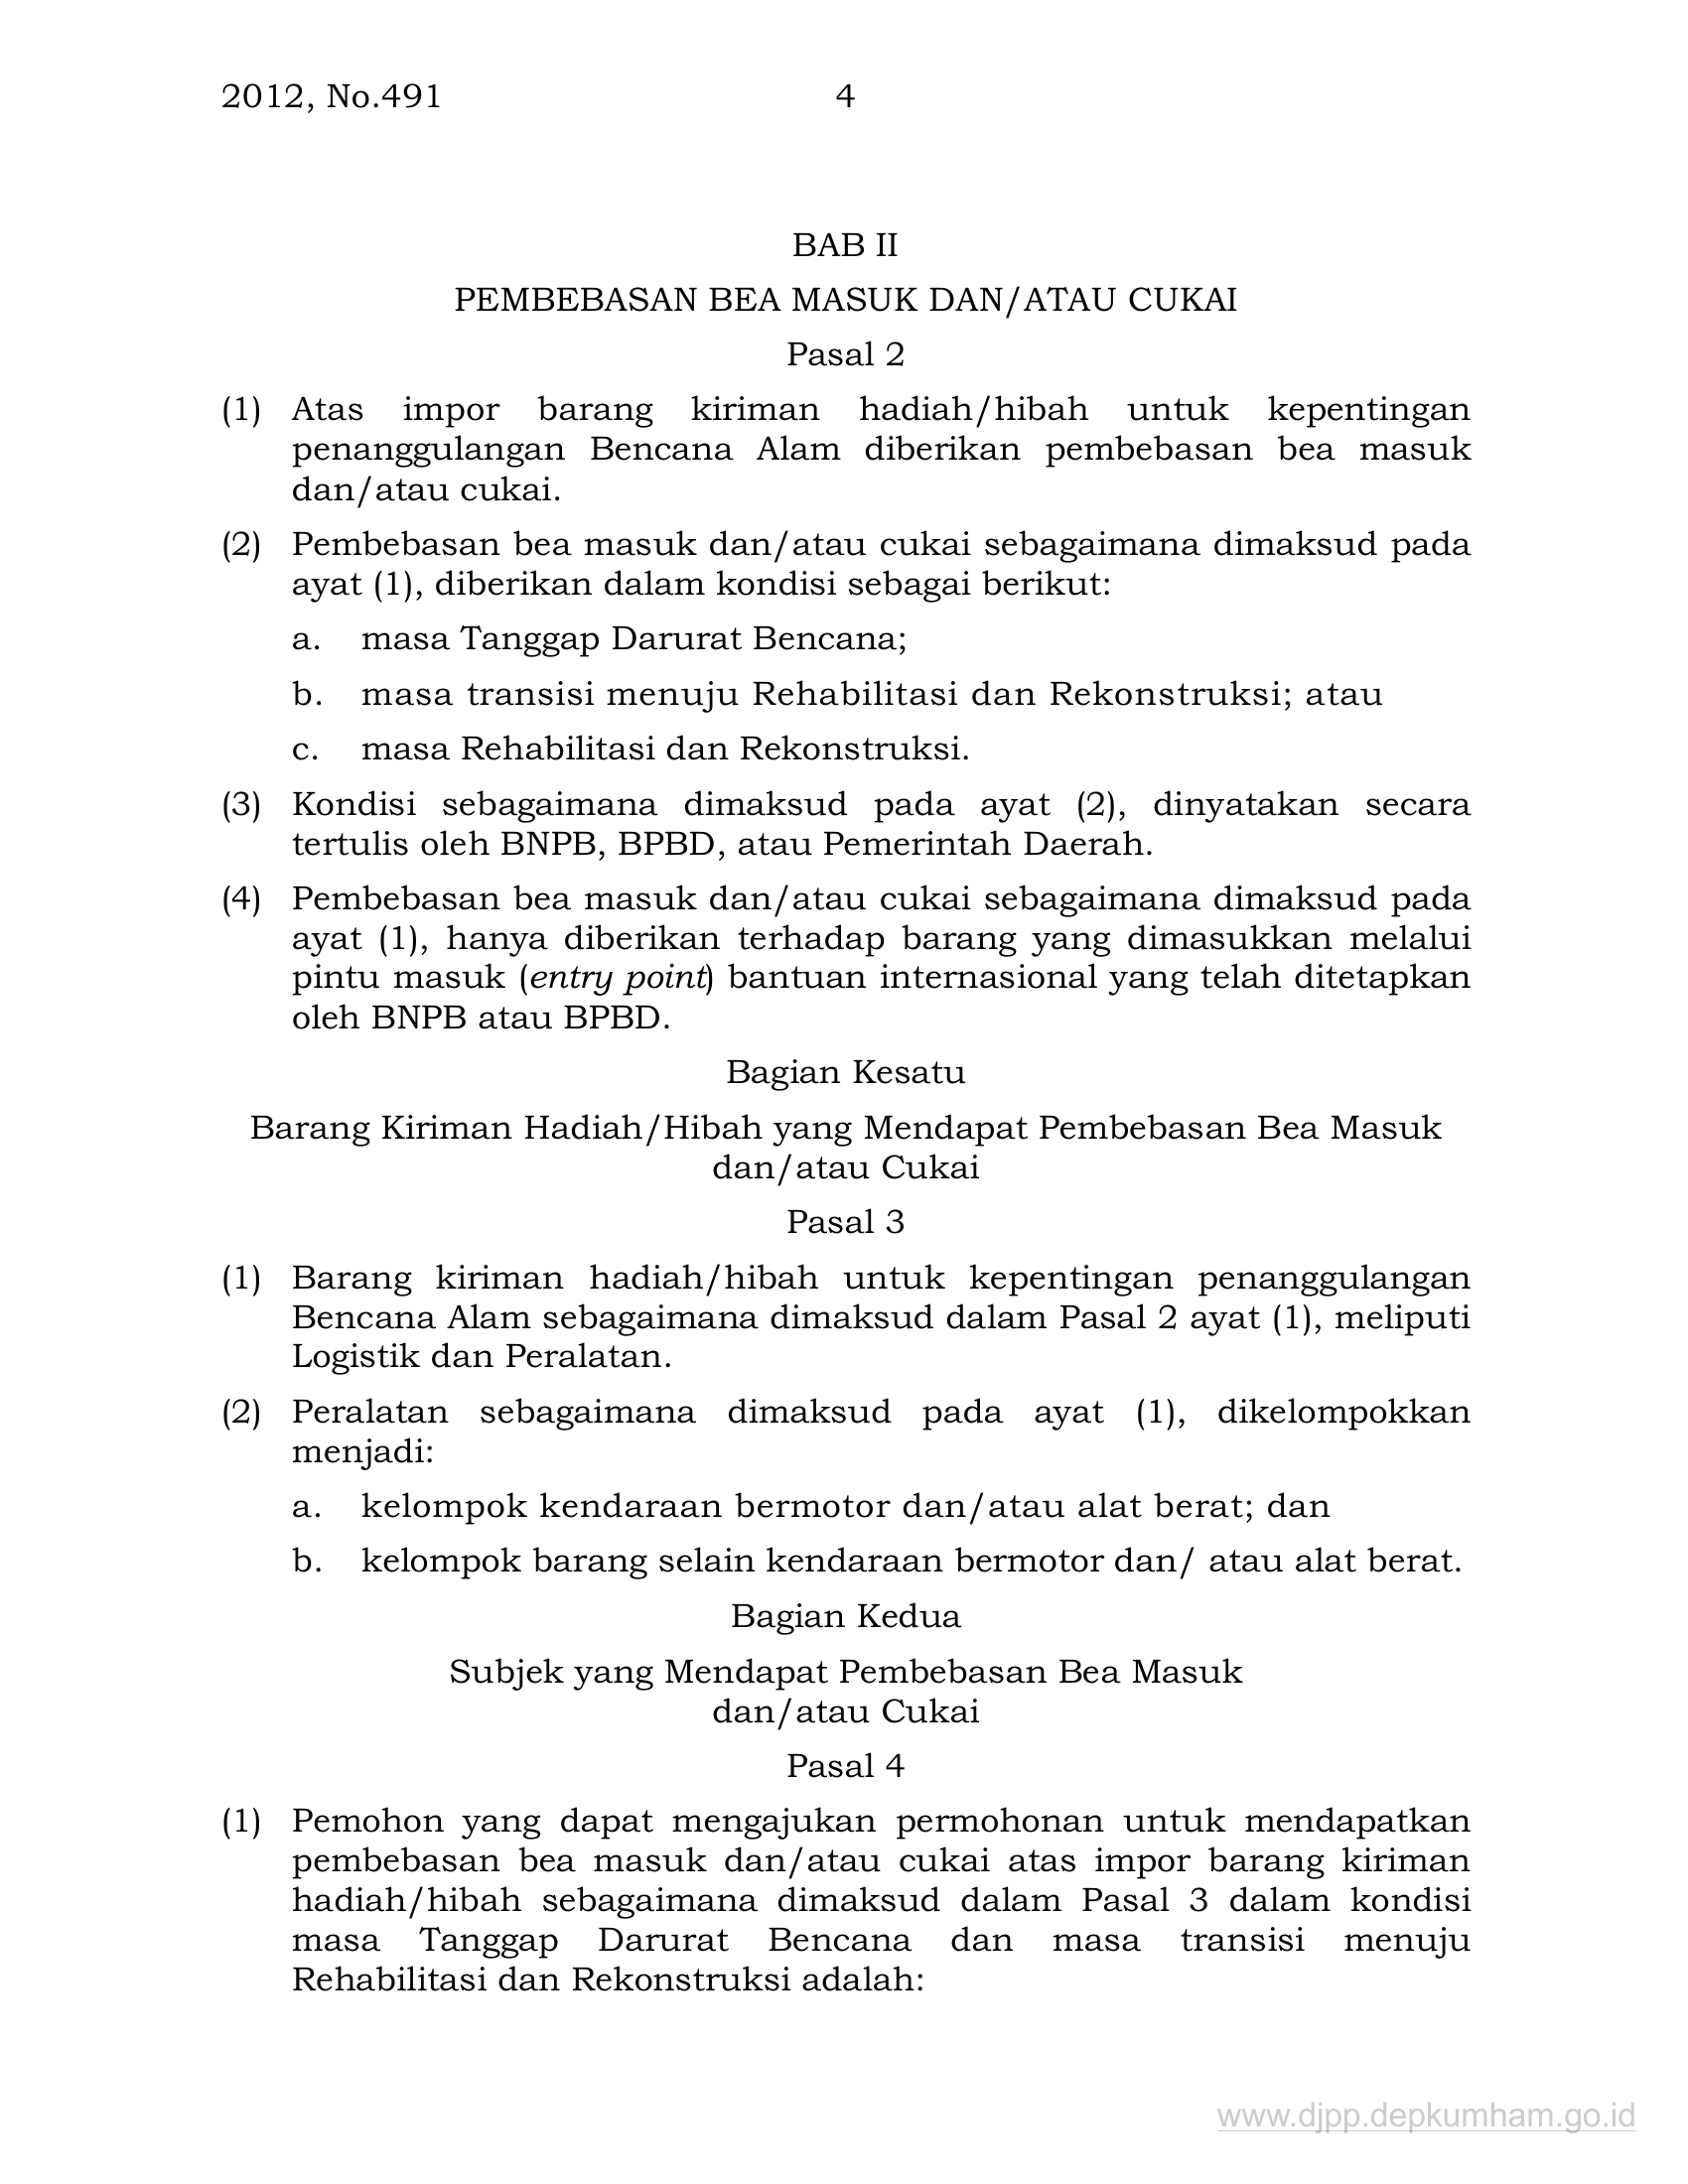 2012, No.491 4
BAB II
PEMBEBASAN BEA MASUK DAN/ATAU CUKAI
Pasal 2
(1) Atas impor barang kiriman hadiah/hibah untuk kepentingan
penanggulangan Bencana Alam diberikan pembebasan bea masuk
dan/atau cukai.
(2) Pembebasan bea masuk dan/atau cukai sebagaimana dimaksud pada
ayat (1), diberikan dalam kondisi sebagai berikut:
a. masa Tanggap Darurat Bencana;
b. masa transisi menuju Rehabilitasi dan Rekonstruksi; atau
c. masa Rehabilitasi dan Rekonstruksi.
(3) Kondisi sebagaimana dimaksud pada ayat (2), dinyatakan secara
tertulis oleh BNPB, BPBD, atau Pemerintah Daerah.
(4) Pembebasan bea masuk dan/atau cukai sebagaimana dimaksud pada
ayat (1), hanya diberikan terhadap barang yang dimasukkan melalui
pintu masuk (entry point) bantuan internasional yang telah ditetapkan
oleh BNPB atau BPBD.
Bagian Kesatu
Barang Kiriman Hadiah/Hibah yang Mendapat Pembebasan Bea Masuk
dan/atau Cukai
Pasal 3
(1) Barang kiriman hadiah/hibah untuk kepentingan penanggulangan
Bencana Alam sebagaimana dimaksud dalam Pasal 2 ayat (1), meliputi
Logistik dan Peralatan.
(2) Peralatan sebagaimana dimaksud pada ayat (1), dikelompokkan
menjadi:
a. kelompok kendaraan bermotor dan/atau alat berat; dan
b. kelompok barang selain kendaraan bermotor dan/ atau alat berat.
Bagian Kedua
Subjek yang Mendapat Pembebasan Bea Masuk
dan/atau Cukai
Pasal 4
(1) Pemohon yang dapat mengajukan permohonan untuk mendapatkan
pembebasan bea masuk dan/atau cukai atas impor barang kiriman
hadiah/hibah sebagaimana dimaksud dalam Pasal 3 dalam kondisi
masa Tanggap Darurat Bencana dan masa transisi menuju
Rehabilitasi dan Rekonstruksi adalah:
www.djpp.depkumham.go.id